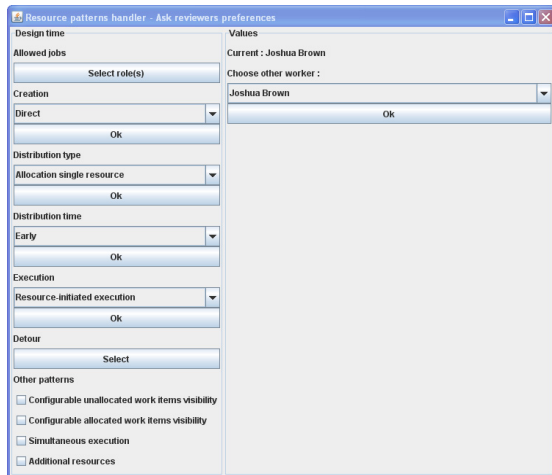 Resource patterns handler - Ask reviewers preferences
Design time
Allowed jobs
Select role(s)
Creation
Direct
Ok
Distribution type
Allocation single resource
Ok
Distribution time
Early
Ok
Execution
Resource-initiated execution
Ok
Detour
Select
Other patterns
Configurable unallocated work items visibility
Configurable allocated work items visibility
Simultaneous execution
Additional resources
Values
Current : Joshua Brown
Choose other worker :
Joshua Brown
Ok